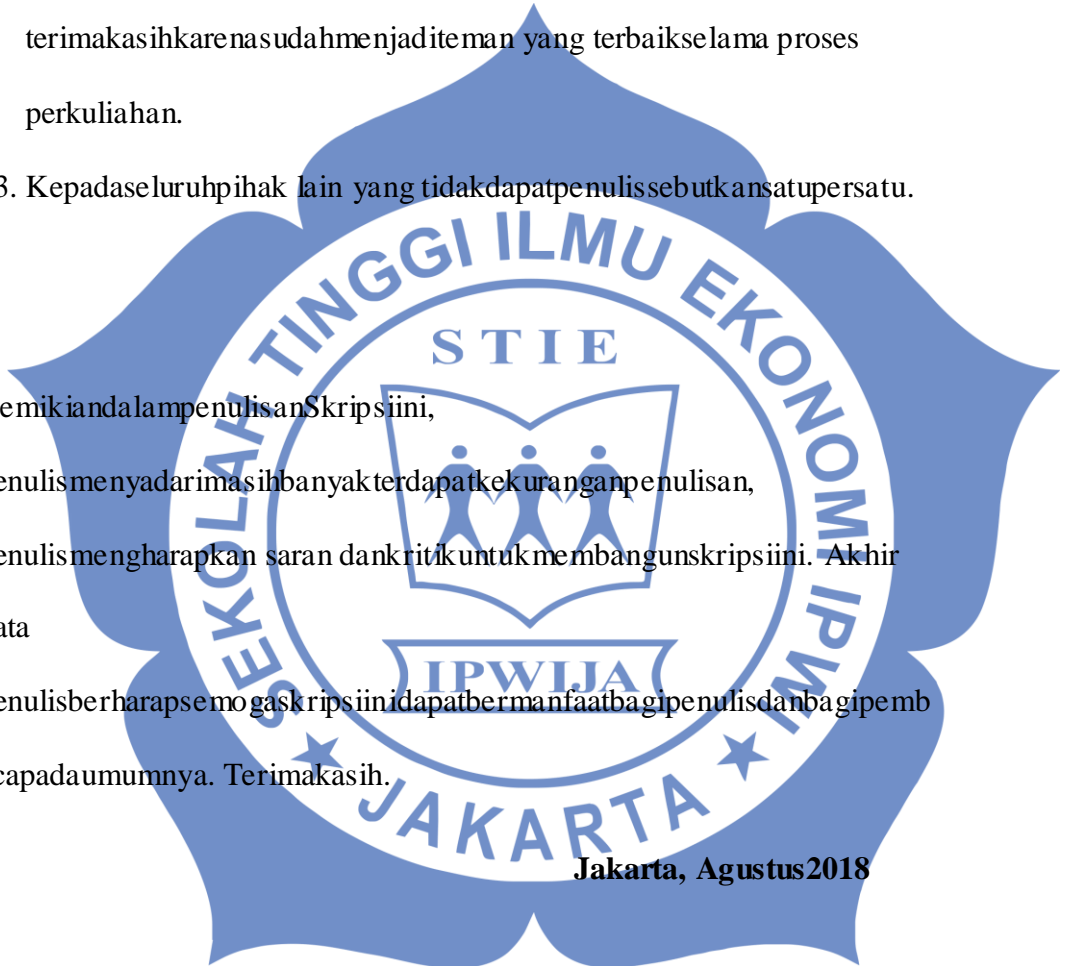 terimakasihkarenasudahmenjaditeman yang terbaikselama proses
perkuliahan.
3. Kepadaseluruhpihak lain yang tidakdapatpenulissebutkansatupersatu.
SEKOLAH TINGGI ILMU EKONOMI IPWI
STIE
emikiandalampenulisanSkripsiini,
enulismenyadarimasihbanyakterdapatkekuranganpenulisan,
enulismengharapkan saran dankritikuntukmembangunskripsiini. Akhir
ata
IPWIJA
enulisberharapsemogaskripsiinidapatbermanfaatbagipenulisdanbagipemb
capadaumumnya. Terimakasih.
★ JAKARTA ★
Jakarta, Agustus2018